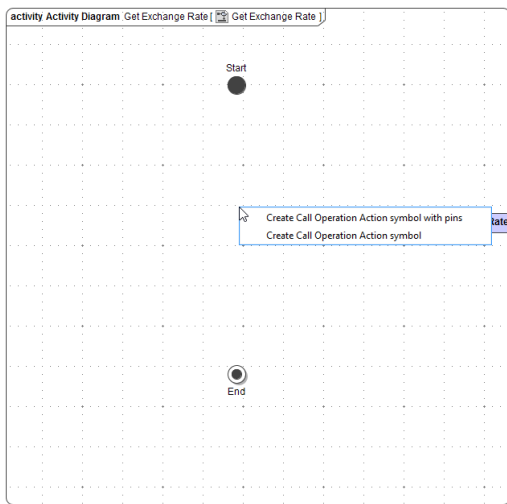 activity Activity Diagram Get Exchange Rate [ Get Exchange Rate ]
Start
Create Call Operation Action symbol with pins
Rate
Create Call Operation Action symbol
End